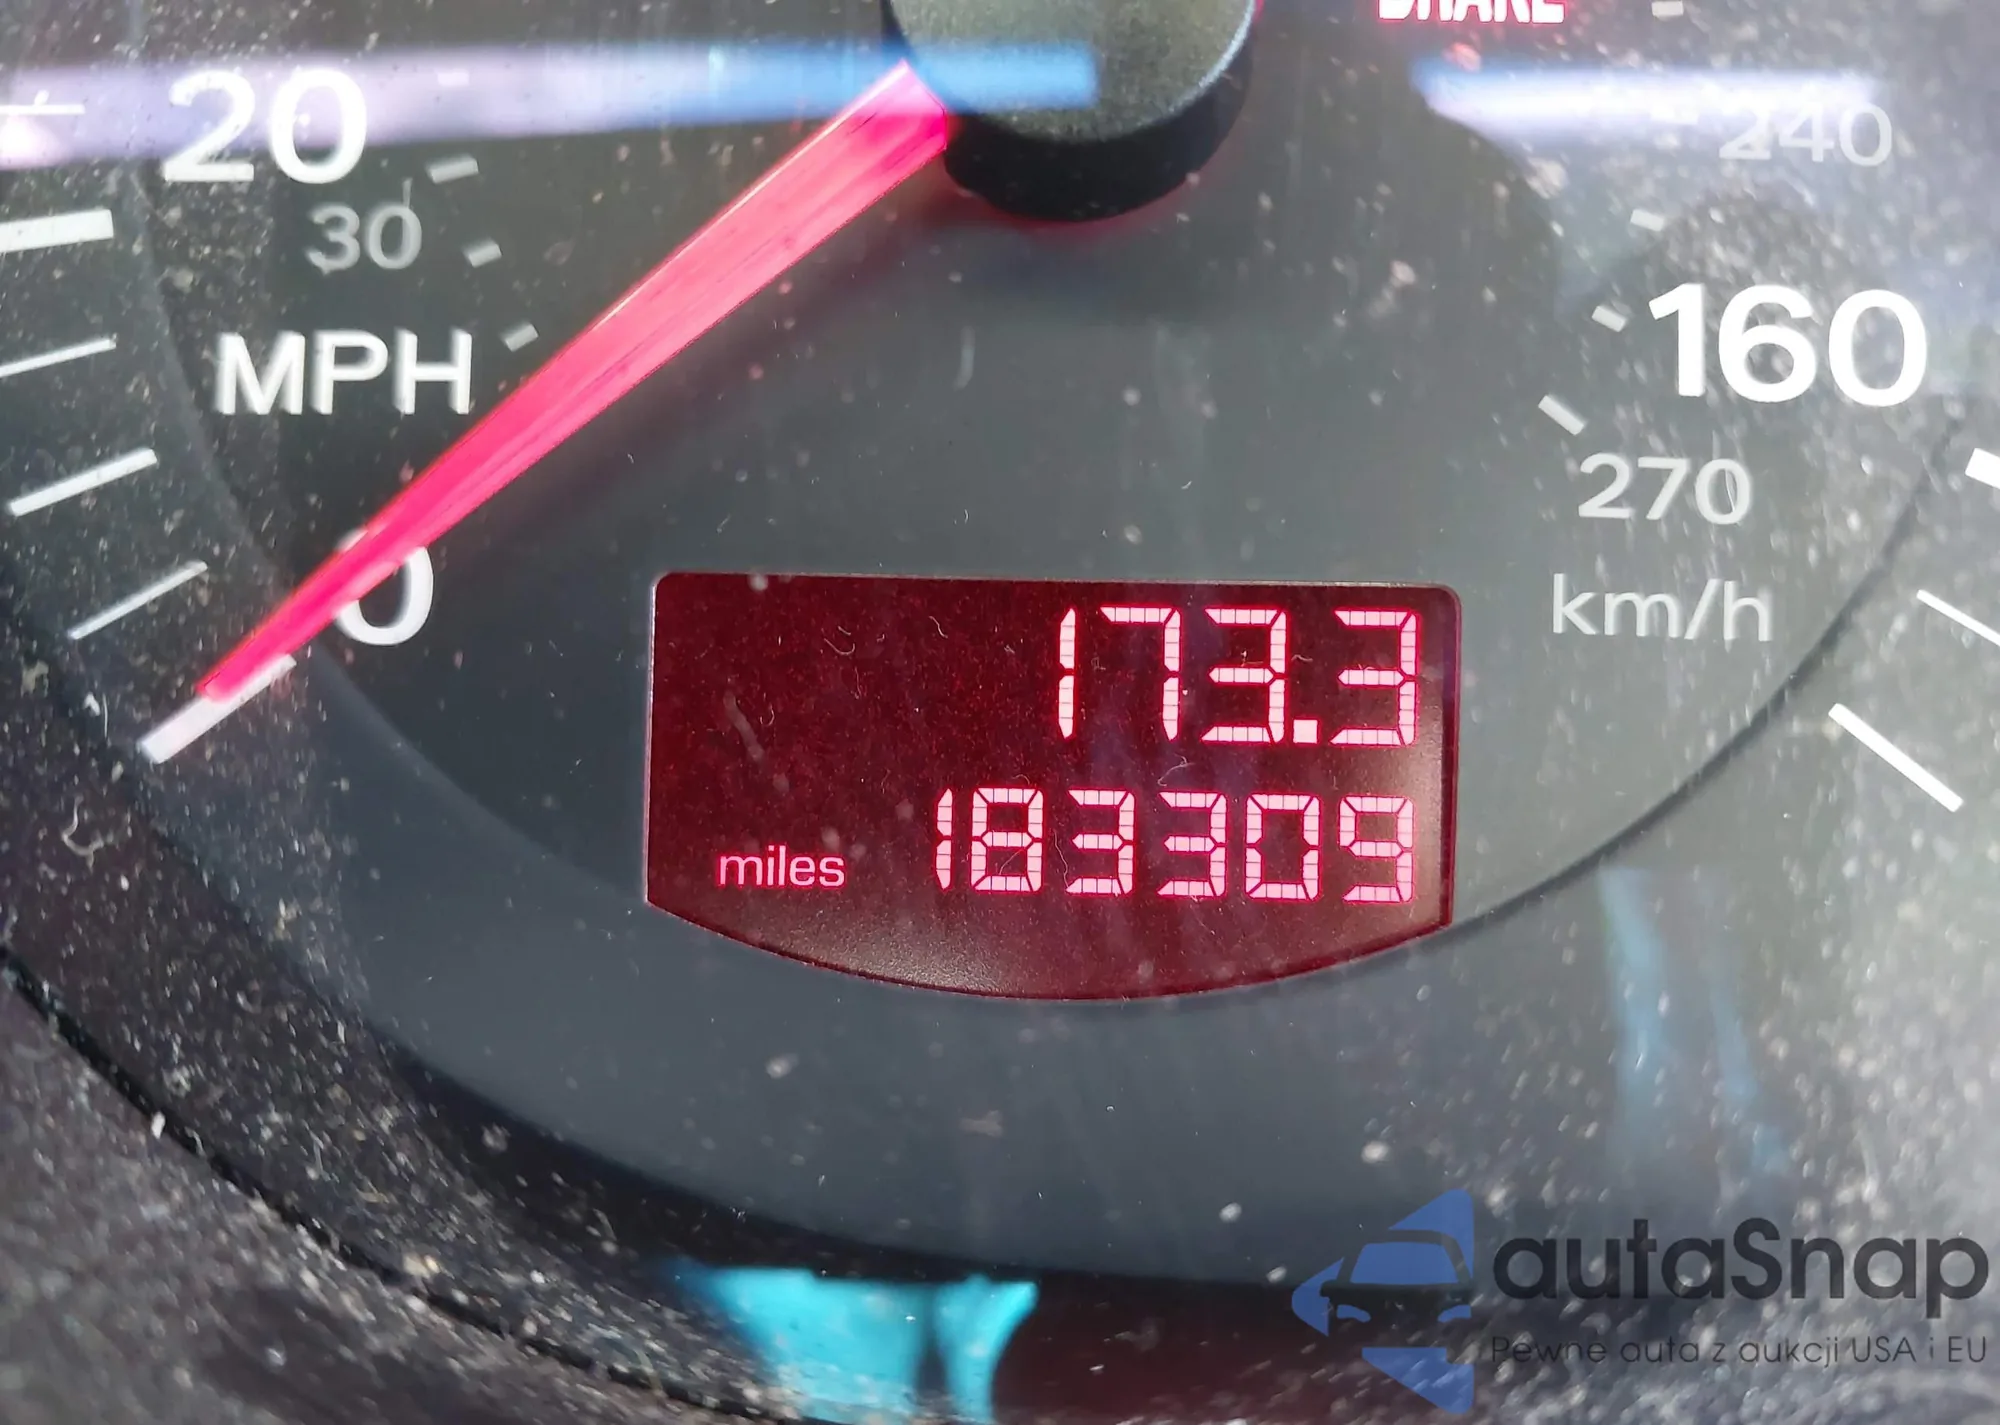 BRAKE
20
240
30
160
MPH
270
0
km/h
173.3
miles 183309
autaSnap
Pewne auta z aukcji USA i EU